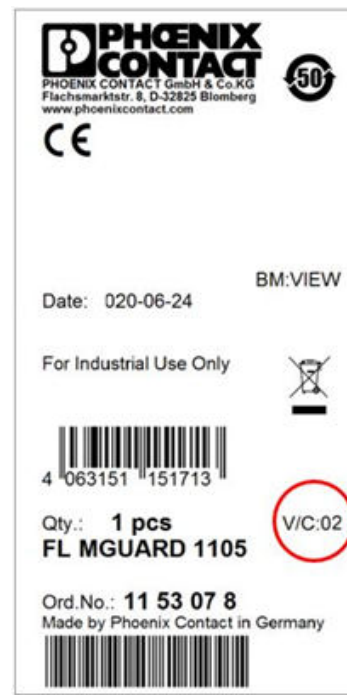 PHŒNIX
CONTACT
PHOENIX CONTACT GmbH & Co.KG
Flachsmarktstr. 8, D-32825 Blomberg
www.phoenixcontact.com
50
CE
BM:VIEW
Date: 020-06-24
For Industrial Use Only
4 063151 151713
Qty.: 1 pcs
V/C:02
FL MGUARD 1105
Ord.No.: 11 53 07 8
Made by Phoenix Contact in Germany